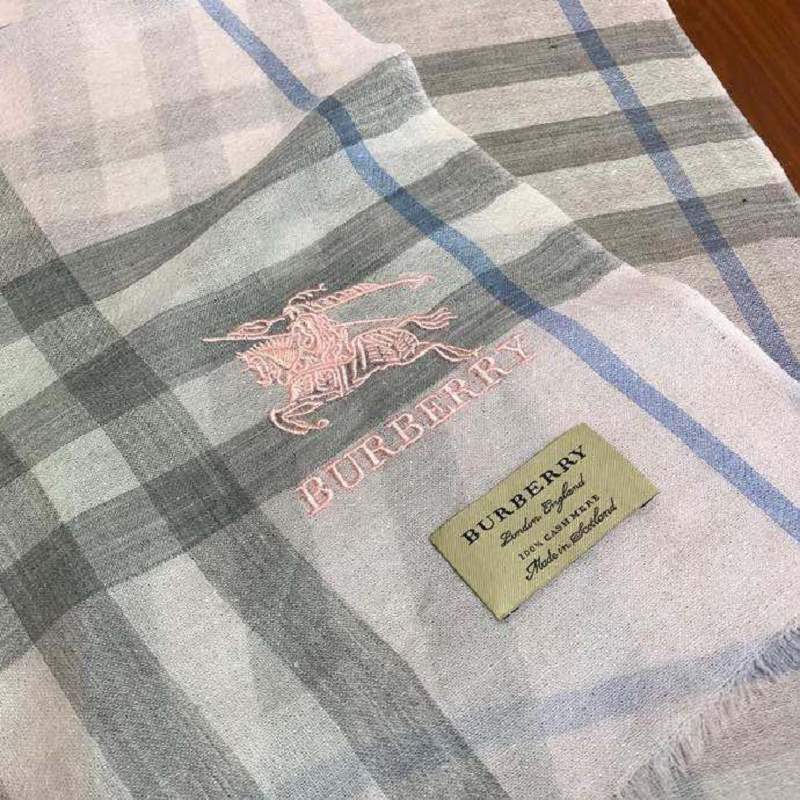 BURBERRY
BURBERRY
London England
100% CASHMERE
Made in Scotland